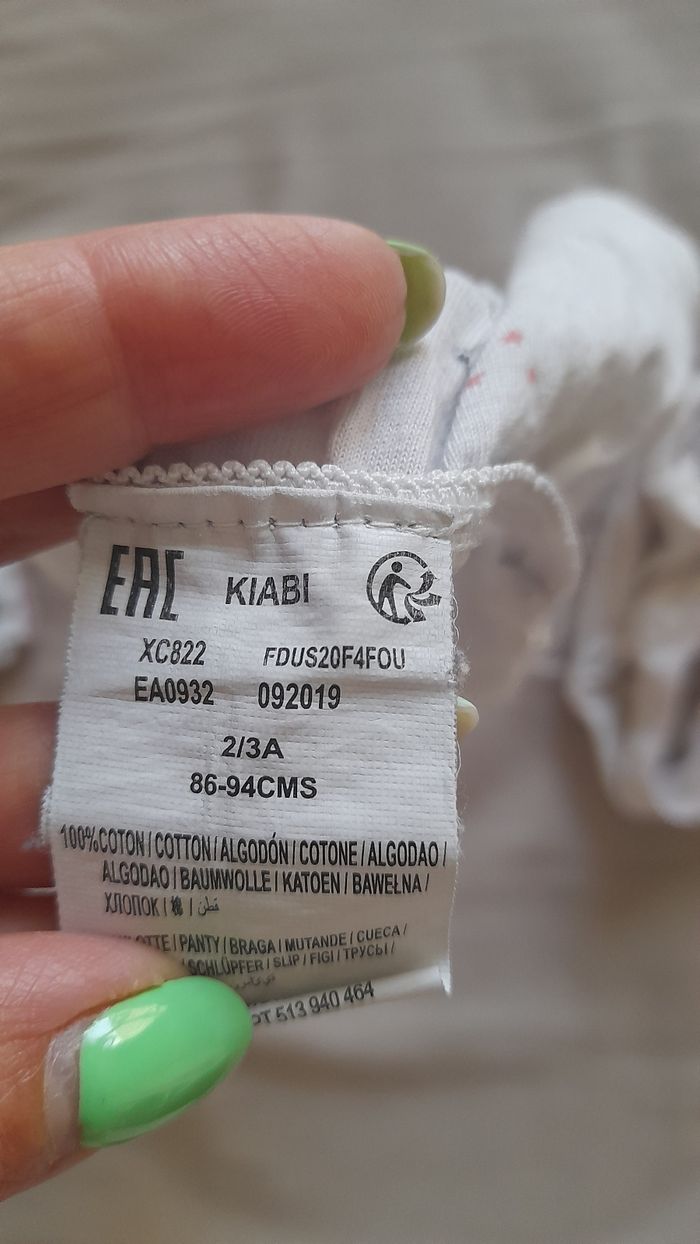 EAC KIABI
XC822 FDUS20F4FOU
EA0932 092019
2/3A
86-94CMS
100%COTON / COTTON / ALGODÓN / COTONE / ALGODAO /
ALGODAO / BAUMWOLLE / KATOEN / BAWEŁNA /
ХЛОПОК / 棉 / قطن /
PANTY / BRAGA / MUTANDE / CUECA /
SCHLÜPFER / SLIP / FIGI / ТРУСЫ /
513 940 464